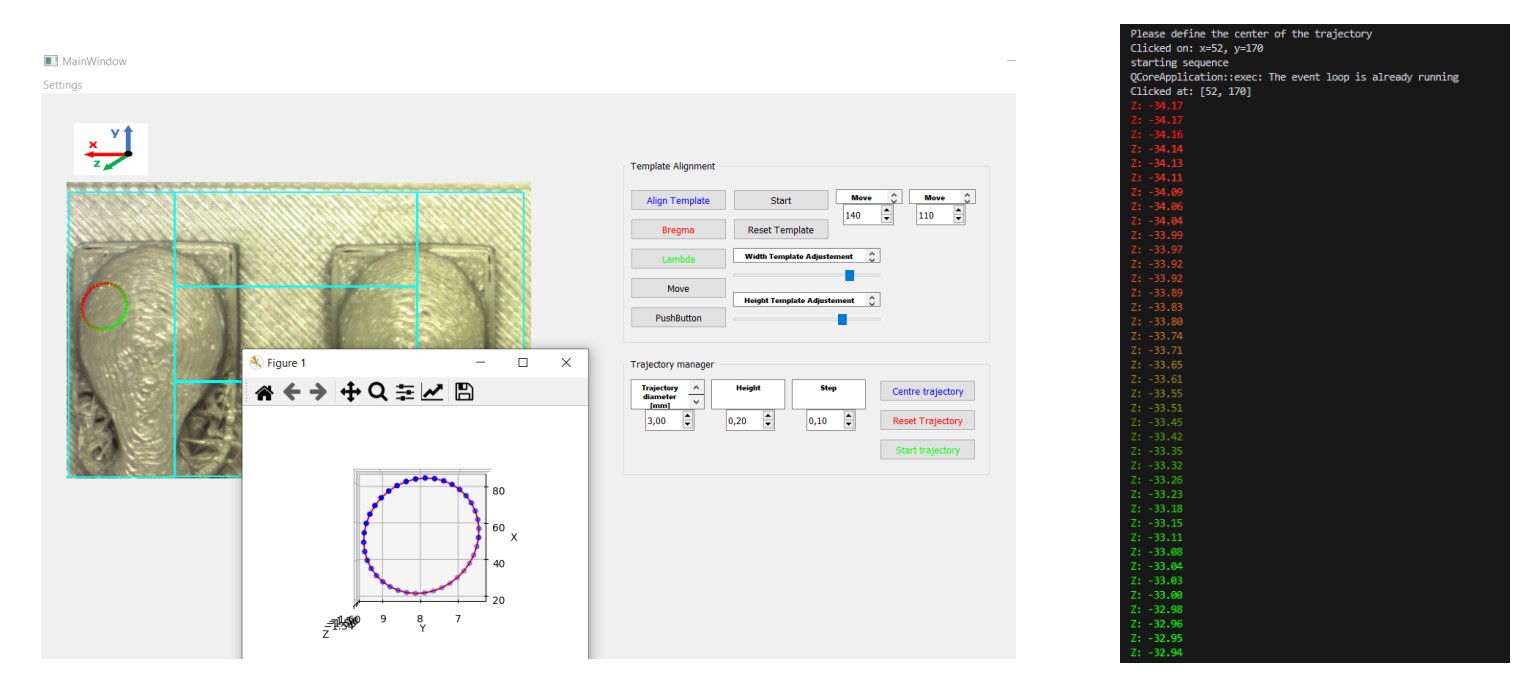 MainWindow
Settings
y
x
z
Template Alignment
Align Template
Start
Move
Move
140
110
Bregma
Reset Template
Lambda
Width Template Adjustement
Move
Height Template Adjustement
PushButton
Trajectory manager
Trajectory
diameter
[mm]
Height
Step
Centre trajectory
3,00
0,20
0,10
Reset Trajectory
Start trajectory
Figure 1
80
60
X
40
20
9
8
7
Y
Z
Please define the center of the trajectory
Clicked on: x=52, y=170
starting sequence
QCoreApplication::exec: The event loop is already running
Clicked at: [52, 170]
Z: -34.17
Z: -34.17
Z: -34.16
Z: -34.14
Z: -34.13
Z: -34.11
Z: -34.09
Z: -34.06
Z: -34.04
Z: -33.99
Z: -33.97
Z: -33.92
Z: -33.92
Z: -33.89
Z: -33.83
Z: -33.80
Z: -33.74
Z: -33.71
Z: -33.65
Z: -33.61
Z: -33.55
Z: -33.51
Z: -33.45
Z: -33.42
Z: -33.35
Z: -33.32
Z: -33.26
Z: -33.23
Z: -33.18
Z: -33.15
Z: -33.11
Z: -33.08
Z: -33.04
Z: -33.03
Z: -33.00
Z: -32.98
Z: -32.96
Z: -32.95
Z: -32.94